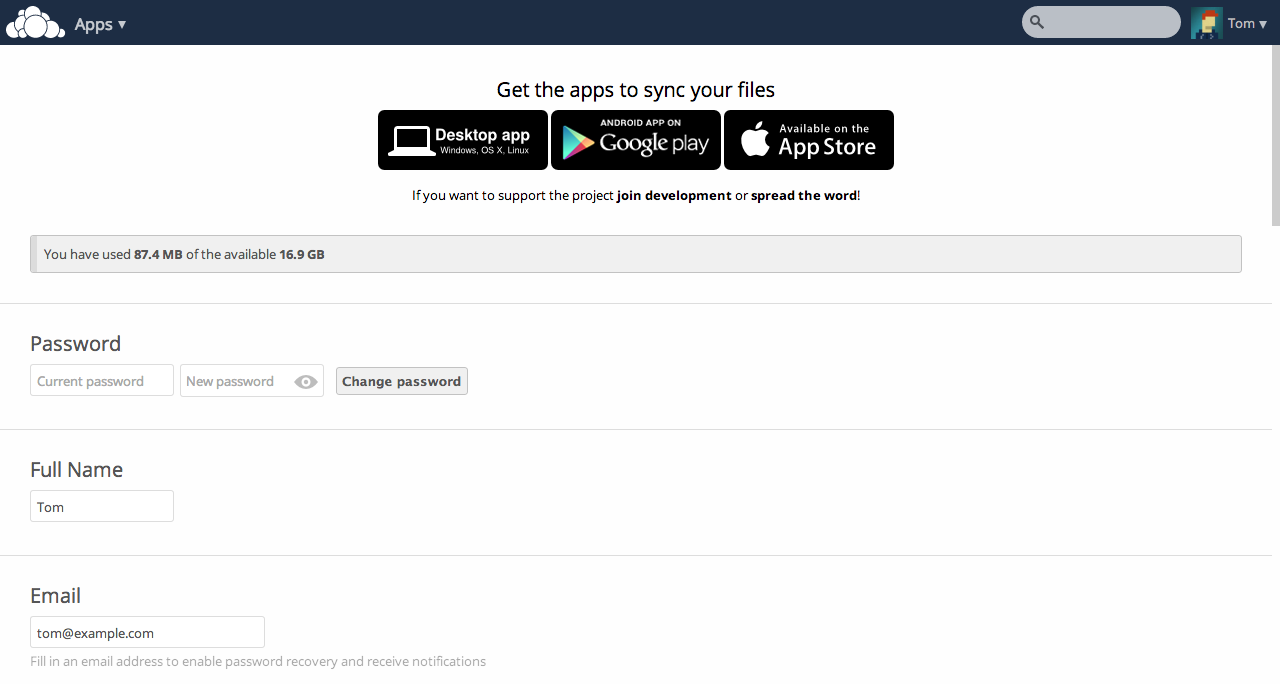 Apps ▼
Tom ▼
Get the apps to sync your files
Desktop app
Windows, OS X, Linux
ANDROID APP ON
Google play
Available on the
App Store
If you want to support the project join development or spread the word!
You have used 87.4 MB of the available 16.9 GB
Password
Current password
New password
Change password
Full Name
Tom
Email
tom@example.com
Fill in an email address to enable password recovery and receive notifications